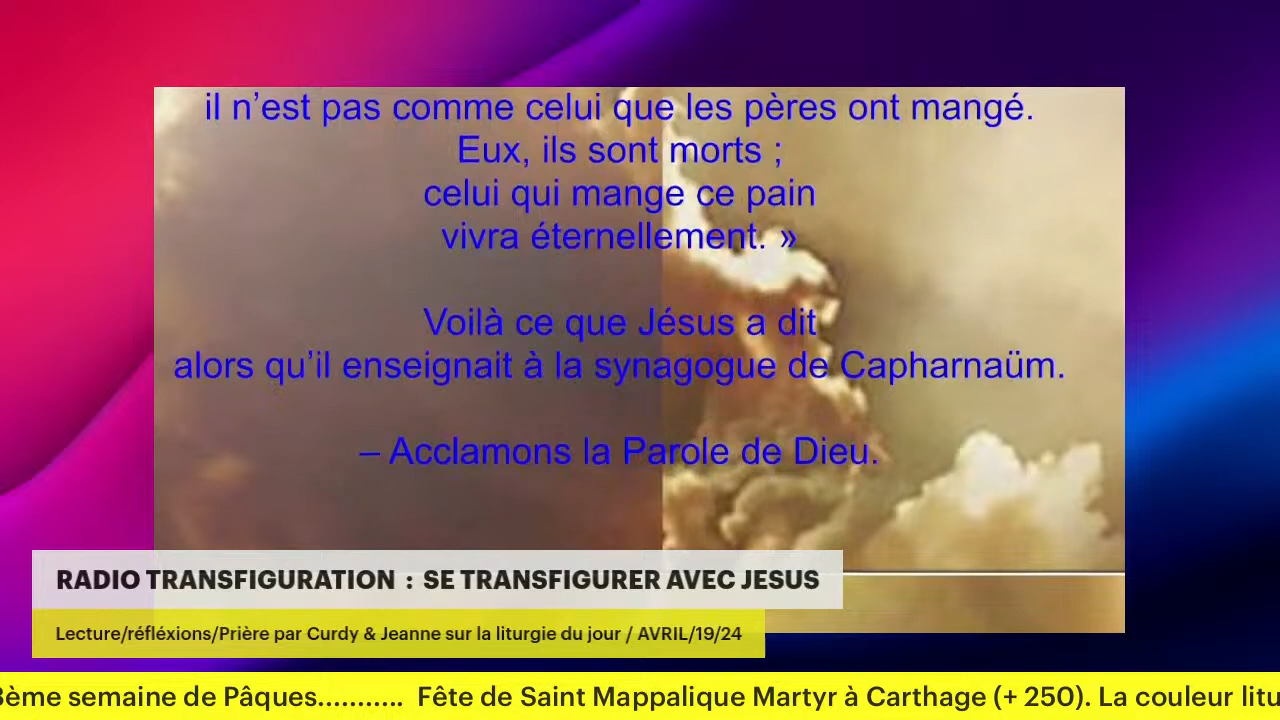 il n’est pas comme celui que les pères ont mangé.
Eux, ils sont morts ;
celui qui mange ce pain
vivra éternellement. »
Voilà ce que Jésus a dit
alors qu’il enseignait à la synagogue de Capharnaüm.
– Acclamons la Parole de Dieu.
RADIO TRANSFIGURATION : SE TRANSFIGURER AVEC JESUS
Lecture/réfléxions/Prière par Curdy & Jeanne sur la liturgie du jour / AVRIL/19/24
3ème semaine de Pâques........... Fête de Saint Mappalique Martyr à Carthage (+ 250). La couleur litu